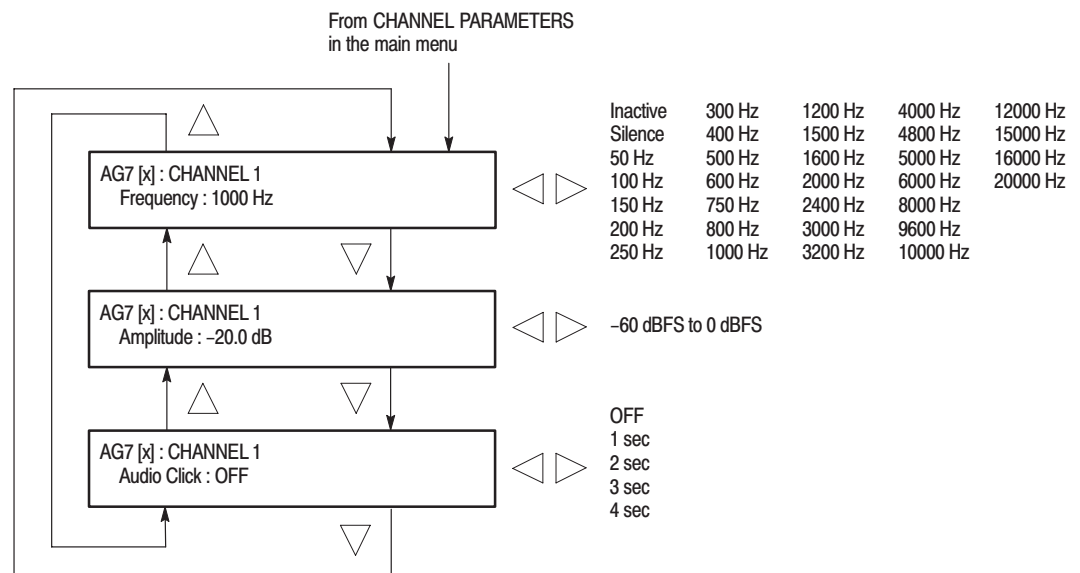 From CHANNEL PARAMETERS
in the main menu
AG7 [x] : CHANNEL 1
Frequency : 1000 Hz
Inactive 300 Hz 1200 Hz 4000 Hz 12000 Hz
Silence 400 Hz 1500 Hz 4800 Hz 15000 Hz
50 Hz 500 Hz 1600 Hz 5000 Hz 16000 Hz
100 Hz 600 Hz 2000 Hz 6000 Hz 20000 Hz
150 Hz 750 Hz 2400 Hz 8000 Hz
200 Hz 800 Hz 3000 Hz 9600 Hz
250 Hz 1000 Hz 3200 Hz 10000 Hz
AG7 [x] : CHANNEL 1
Amplitude : –20.0 dB
–60 dBFS to 0 dBFS
AG7 [x] : CHANNEL 1
Audio Click : OFF
OFF
1 sec
2 sec
3 sec
4 sec